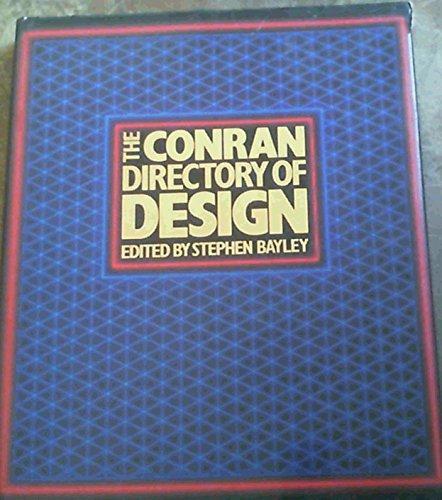 THE CONRAN
DIRECTORY OF
DESIGN
EDITED BY STEPHEN BAYLEY